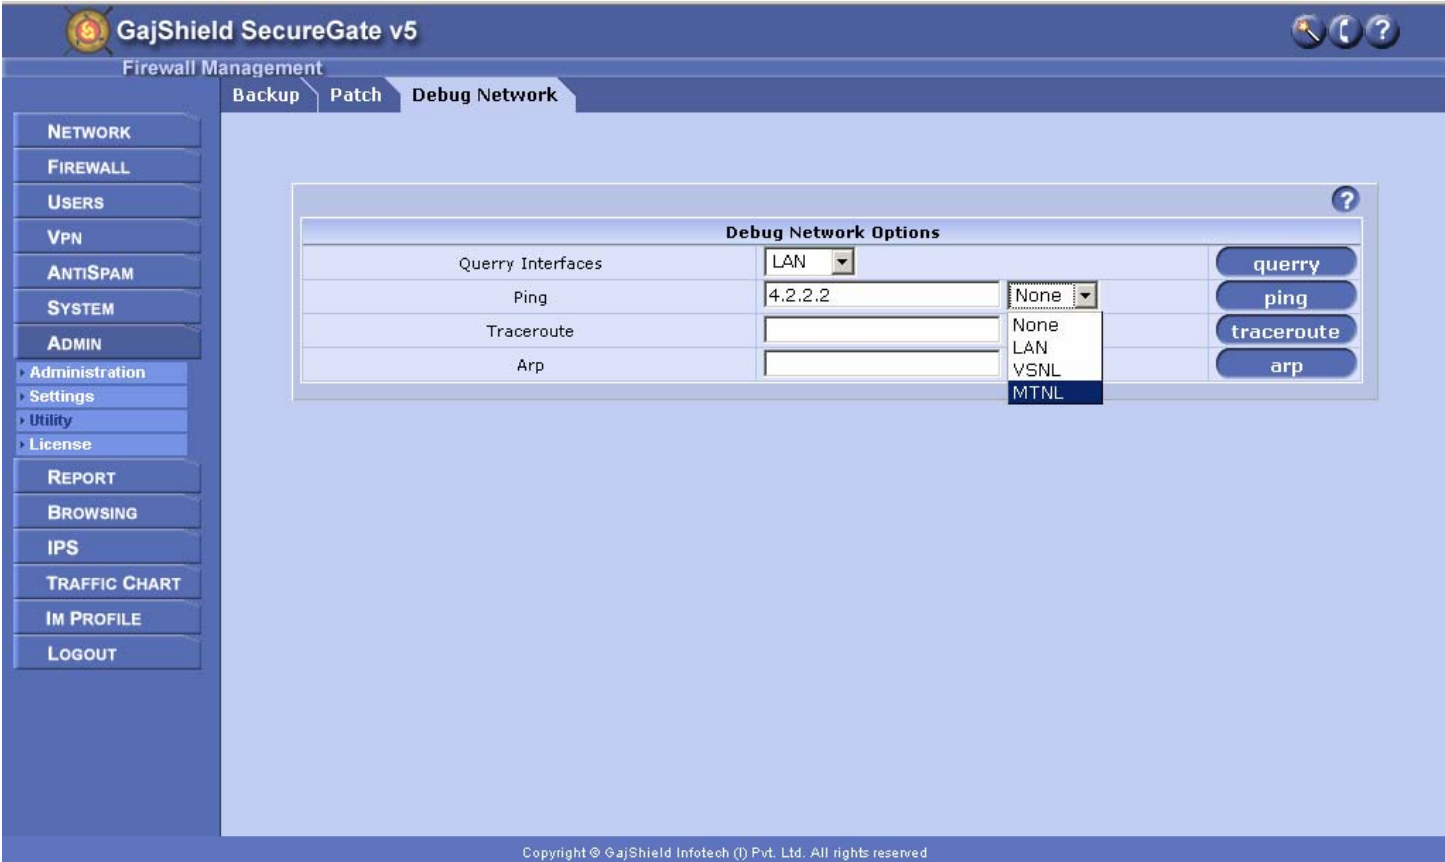 GajShield SecureGate v5
?
Firewall Management
Backup Patch Debug Network
NETWORK
FIREWALL
USERS
VPN
ANTISPAM
SYSTEM
ADMIN
Administration
Settings
Utility
License
REPORT
BROWSING
IPS
TRAFFIC CHART
IM PROFILE
LOGOUT
?
Debug Network Options
Querry Interfaces LAN querry
Ping 4.2.2.2 None ping
Traceroute traceroute
Arp arp
None
LAN
VSNL
MTNL
Copyright © GajShield Infotech (I) Pvt. Ltd. All rights reserved